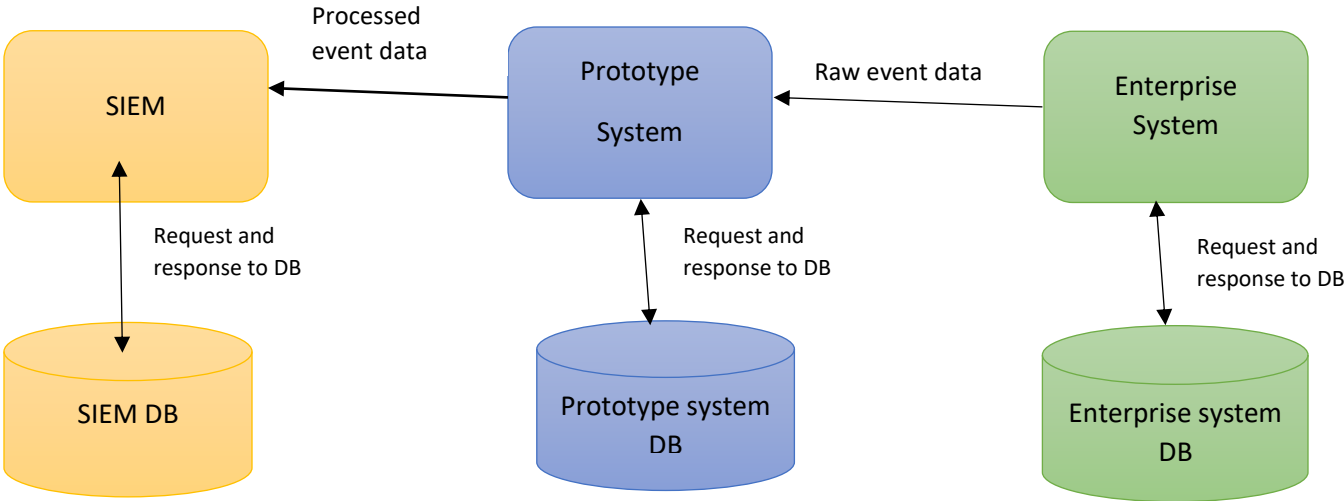 Processed
event data
SIEM
Prototype
System
Raw event data
Enterprise
System
Request and
response to DB
Request and
response to DB
Request and
response to DB
SIEM DB
Prototype system
DB
Enterprise system
DB